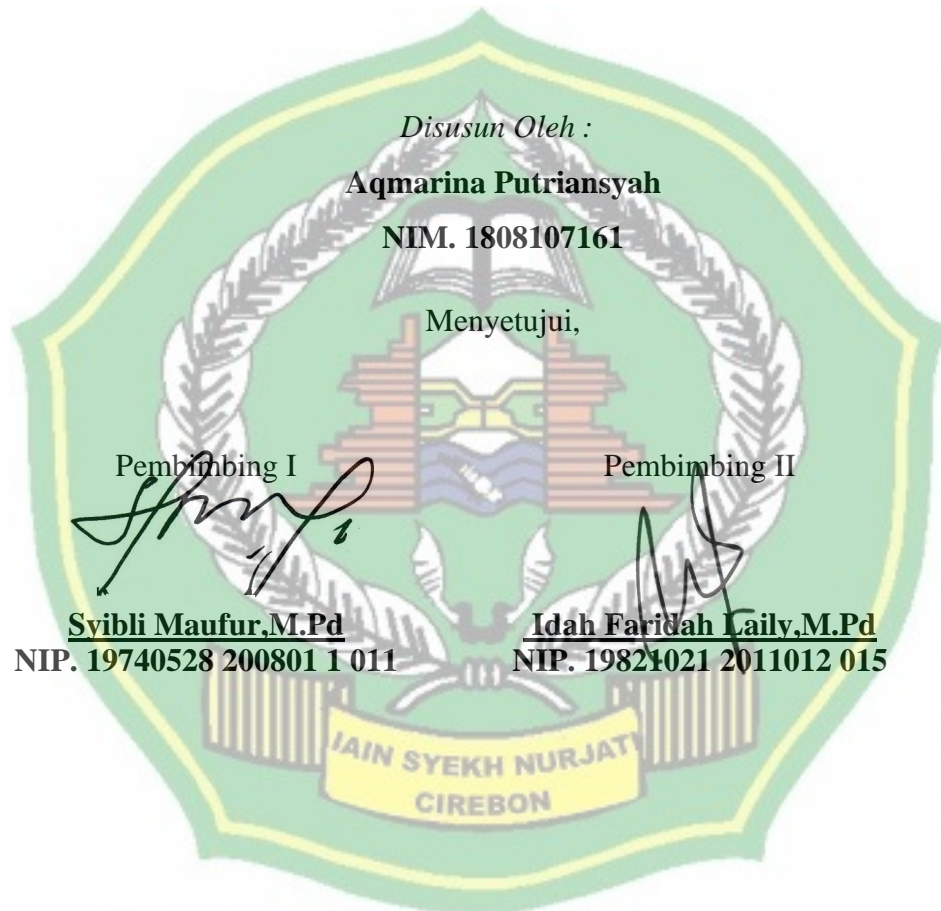 Disusun Oleh :
Aqmarina Putriansyah
NIM. 1808107161
Menyetujui,
Pembimbing I
Pembimbing II
Syibli Maufur,M.Pd
Idah Faridah Laily,M.Pd
NIP. 19740528 200801 1 011
NIP. 19821021 2011012 015
IAIN SYEKH NURJATI
CIREBON